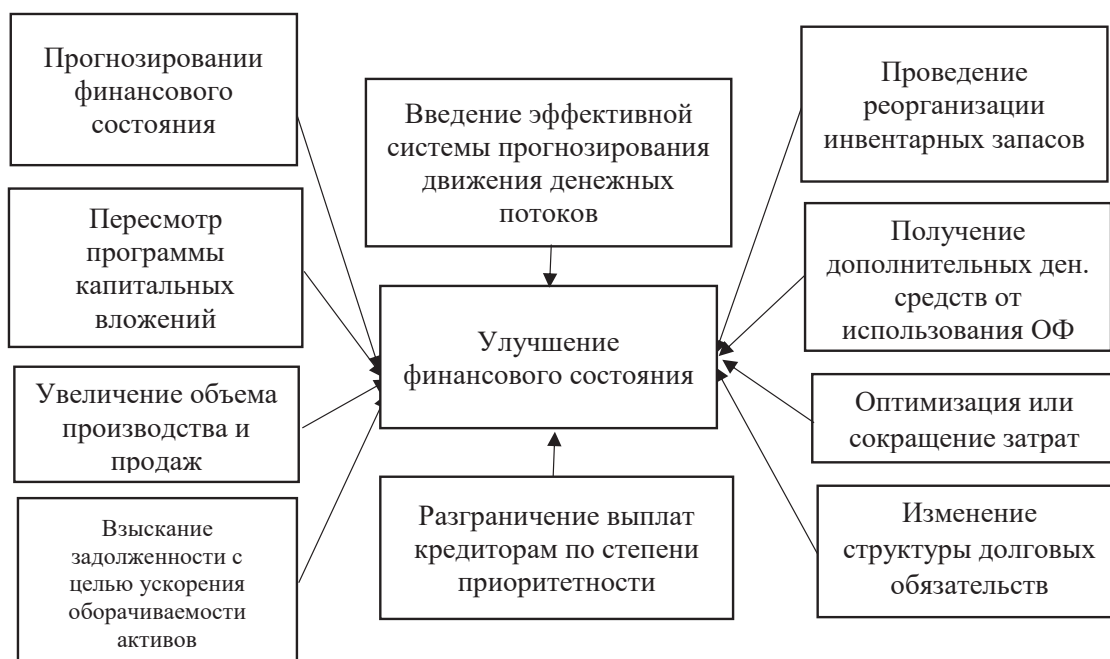 Прогнозировании
финансового
состояния
Пересмотр
программы
капитальных
вложений
Увеличение объема
производства и
продаж
Взыскание
задолженности с
целью ускорения
оборачиваемости
активов
Введение эффективной
системы прогнозирования
движения денежных
потоков
Улучшение
финансового состояния
Разграничение выплат
кредиторам по степени
приоритетности
Проведение
реорганизации
инвентарных запасов
Получение
дополнительных ден.
средств от
использования ОФ
Оптимизация или
сокращение затрат
Изменение
структуры долговых
обязательств